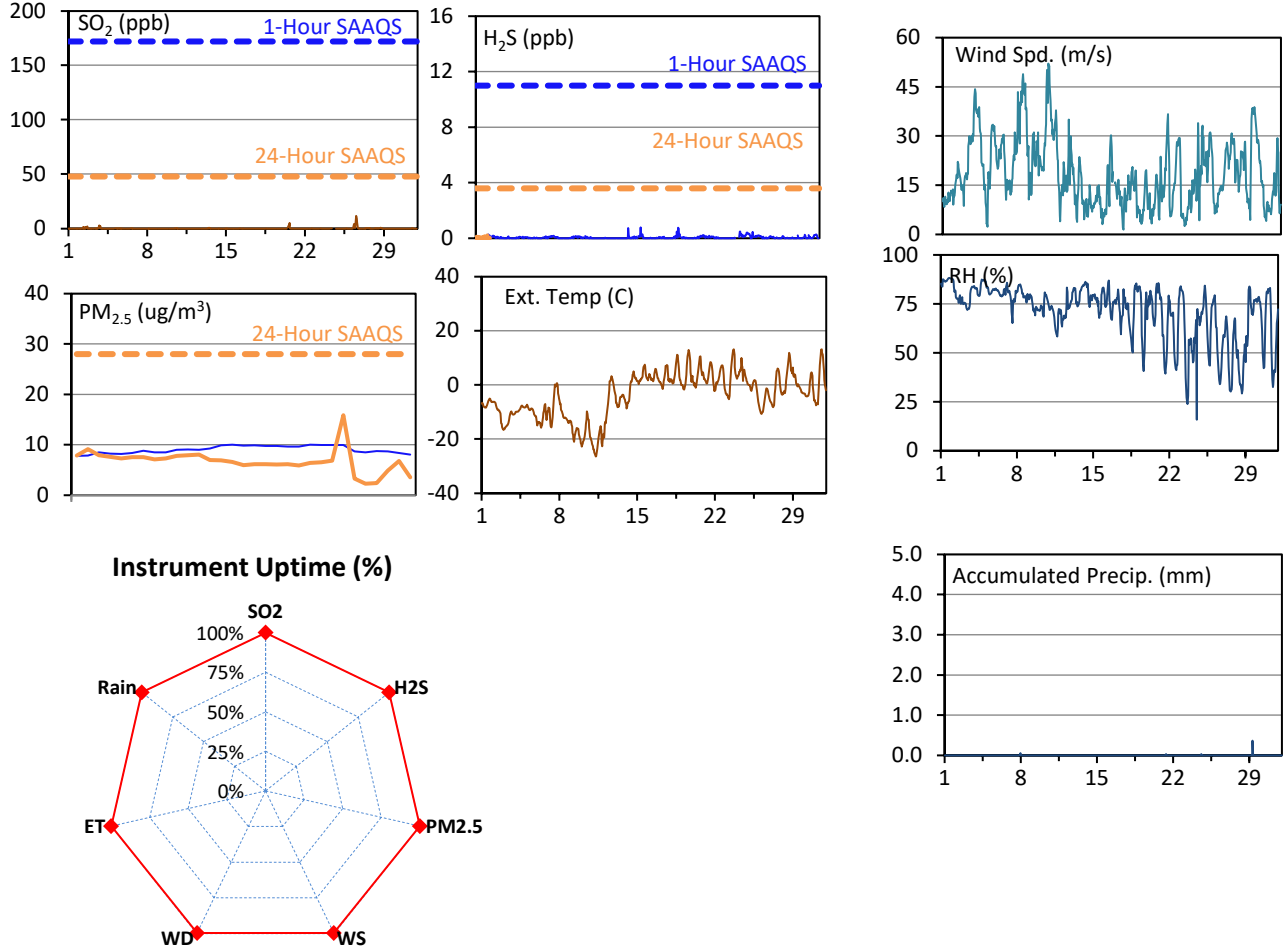 SO₂ (ppb)
200
150
100
50
0
1-Hour SAAQS
24-Hour SAAQS
1 8 15 22 29
H₂S (ppb)
16
12
8
4
0
1-Hour SAAQS
24-Hour SAAQS
1 8 15 22 29
Wind Spd. (m/s)
60
45
30
15
0
PM₂.₅ (ug/m³)
40
30
20
10
0
24-Hour SAAQS
Ext. Temp (C)
40
20
0
-20
-40
1 8 15 22 29
RH (%)
100
75
50
25
0
1 8 15 22 29
Instrument Uptime (%)
SO2
H2S
PM2.5
WS
WD
ET
Rain
100%
75%
50%
25%
0%
Accumulated Precip. (mm)
5.0
4.0
3.0
2.0
1.0
0.0
1 8 15 22 29